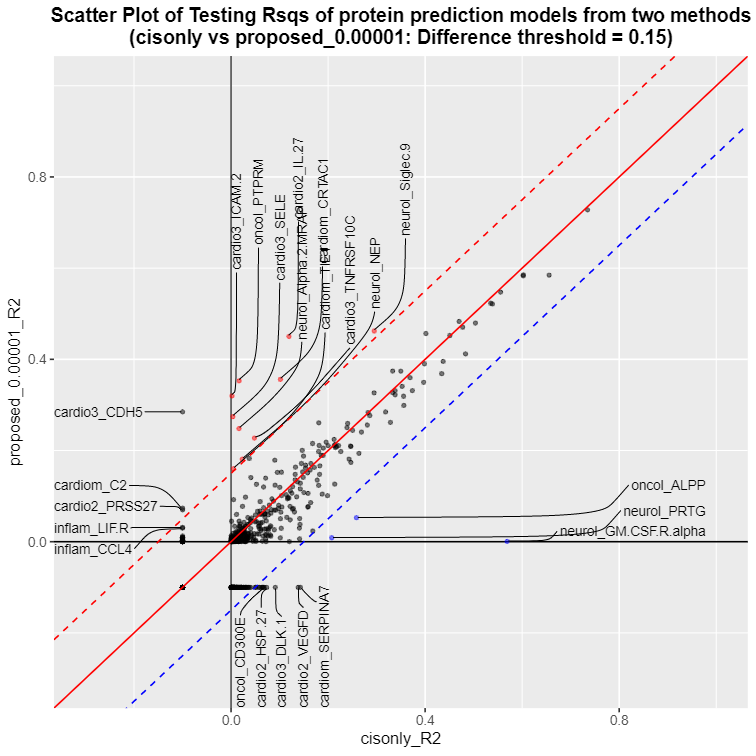 Scatter Plot of Testing Rsqs of protein prediction models from two methods
(cisonly vs proposed_0.00001: Difference threshold = 0.15)
proposed_0.00001_R2
0.8
0.4
0.0
cardio3_ICAM.2
oncol_PTPRM
cardio3_SELE
neurol_Alpha.2.MRAP
cardio2_IL.27
cardiom_TIE1
cardiom_CRTAC1
cardio3_TNFRSF10C
neurol_NEP
neurol_Siglec.9
cardio3_CDH5
cardiom_C2
cardio2_PRSS27
inflam_LIF.R
inflam_CCL4
oncol_ALPP
neurol_PRTG
neurol_GM.CSF.R.alpha
oncol_CD300E
cardio2_HSP.27
cardio3_DLK.1
cardio2_VEGFD
cardiom_SERPINA7
0.0
0.4
0.8
cisonly_R2